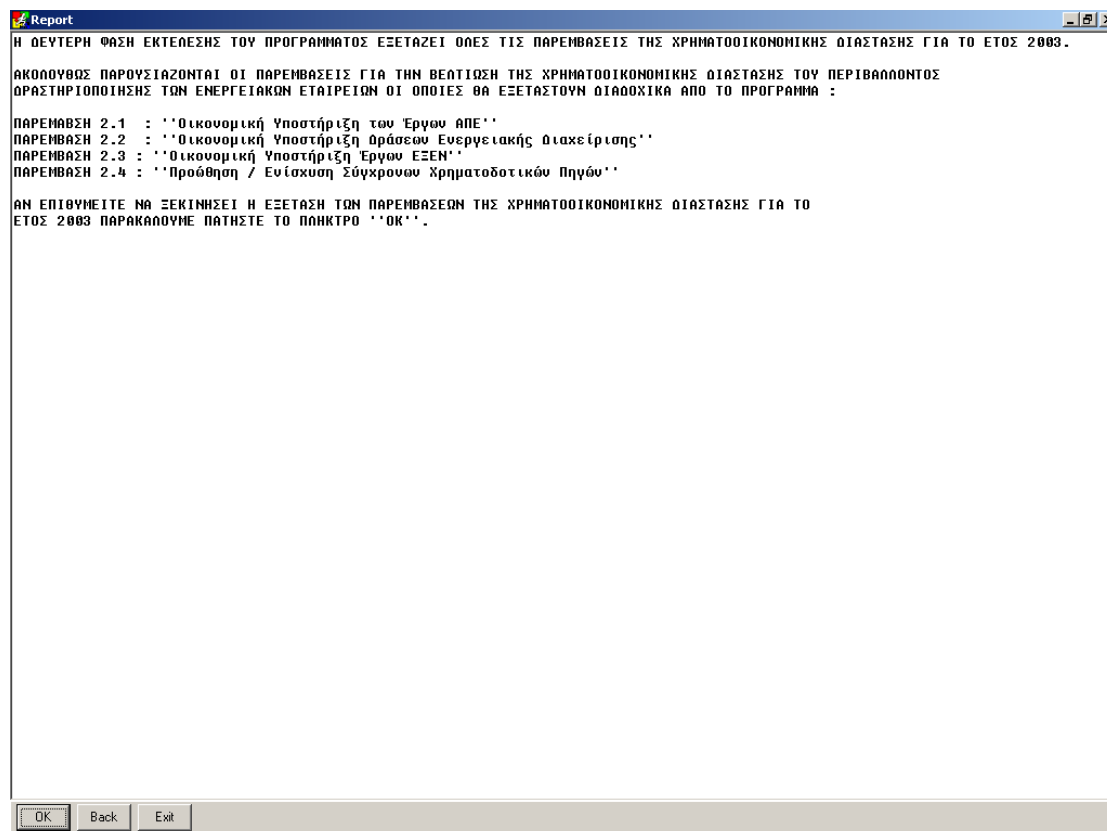 Report
Η ΔΕΥΤΕΡΗ ΦΑΣΗ ΕΚΤΕΛΕΣΗΣ ΤΟΥ ΠΡΟΓΡΑΜΜΑΤΟΣ ΕΞΕΤΑΖΕΙ ΟΛΕΣ ΤΙΣ ΠΑΡΕΜΒΑΣΕΙΣ ΤΗΣ ΧΡΗΜΑΤΟΟΙΚΟΝΟΜΙΚΗΣ ΔΙΑΣΤΑΣΗΣ ΓΙΑ ΤΟ ΕΤΟΣ 2003.
ΑΚΟΛΟΥΘΩΣ ΠΑΡΟΥΣΙΑΖΟΝΤΑΙ ΟΙ ΠΑΡΕΜΒΑΣΕΙΣ ΓΙΑ ΤΗΝ ΒΕΛΤΙΩΣΗ ΤΗΣ ΧΡΗΜΑΤΟΟΙΚΟΝΟΜΙΚΗΣ ΔΙΑΣΤΑΣΗΣ ΤΟΥ ΠΕΡΙΒΑΛΛΟΝΤΟΣ
ΔΡΑΣΤΗΡΙΟΠΟΙΗΣΗΣ ΤΩΝ ΕΝΕΡΓΕΙΑΚΩΝ ΕΤΑΙΡΕΙΩΝ ΟΙ ΟΠΟΙΕΣ ΘΑ ΕΞΕΤΑΣΤΟΥΝ ΔΙΑΔΟΧΙΚΑ ΑΠΟ ΤΟ ΠΡΟΓΡΑΜΜΑ :
ΠΑΡΕΜΑΒΣΗ 2.1  : ''Οικονομική Υποστήριξη των Έργων ΑΠΕ''
ΠΑΡΕΜΒΑΣΗ 2.2  : ''Οικονομική Υποστήριξη Δράσεων Ενεργειακής Διαχείρισης''
ΠΑΡΕΜΒΑΣΗ 2.3 : ''Οικονομική Υποστήριξη Έργων ΕΞΕΝ''
ΠΑΡΕΜΒΑΣΗ 2.4 : ''Προώθηση / Ενίσχυση Σύγχρονων Χρηματοδοτικών Πηγών''
ΑΝ ΕΠΙΘΥΜΕΙΤΕ ΝΑ ΞΕΚΙΝΗΣΕΙ Η ΕΞΕΤΑΣΗ ΤΩΝ ΠΑΡΕΜΒΑΣΕΩΝ ΤΗΣ ΧΡΗΜΑΤΟΟΙΚΟΝΟΜΙΚΗΣ ΔΙΑΣΤΑΣΗΣ ΓΙΑ ΤΟ
ΕΤΟΣ 2003 ΠΑΡΑΚΑΛΟΥΜΕ ΠΑΤΗΣΤΕ ΤΟ ΠΛΗΚΤΡΟ ''ΟΚ''.
OK Back Exit